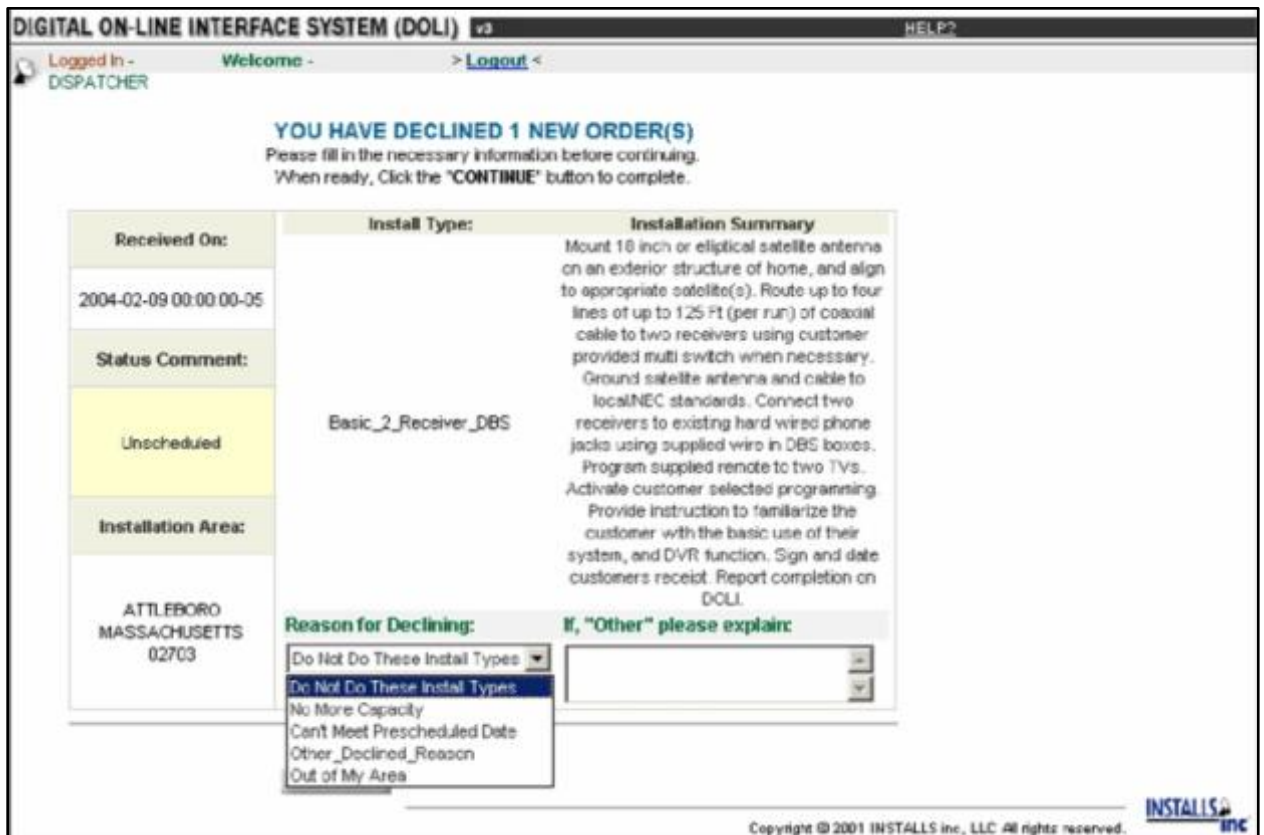 DIGITAL ON-LINE INTERFACE SYSTEM (DOLI) v3 HELP?
Logged In - Welcome - > Logout <
DISPATCHER
YOU HAVE DECLINED 1 NEW ORDER(S)
Please fill in the necessary information before continuing.
When ready, Click the "CONTINUE" button to complete.
Received On:
2004-02-09 00:00:00-05
Status Comment:
Unscheduled
Installation Area:
ATTLEBORO
MASSACHUSETTS
02703
Install Type:
Basic_2_Receiver_DBS
Installation Summary
Mount 18 inch or eliptical satellite antenna
on an exterior structure of home, and align
to appropriate satelite(s). Route up to four
lines of up to 125 Ft (per run) of coaxial
cable to two receivers using customer
provided multi switch when necessary.
Ground satelite antenna and cable to
local/NEC standards. Connect two
receivers to existing hard wired phone
jacks using supplied wire in DBS boxes.
Program supplied remote to two TVs.
Activate customer selected programming.
Provide instruction to familiarize the
customer with the basic use of their
system, and DVR function. Sign and date
customers receipt. Report completion on
DOLI.
Reason for Declining:
Do Not Do These Install Types
Do Not Do These Install Types
No More Capacity
Can't Meet Prescheduled Date
Other_Declined_Reason
Out of My Area
If, "Other" please explain:
INSTALLS
inc
Copyright © 2001 INSTALLS inc, LLC All rights reserved.